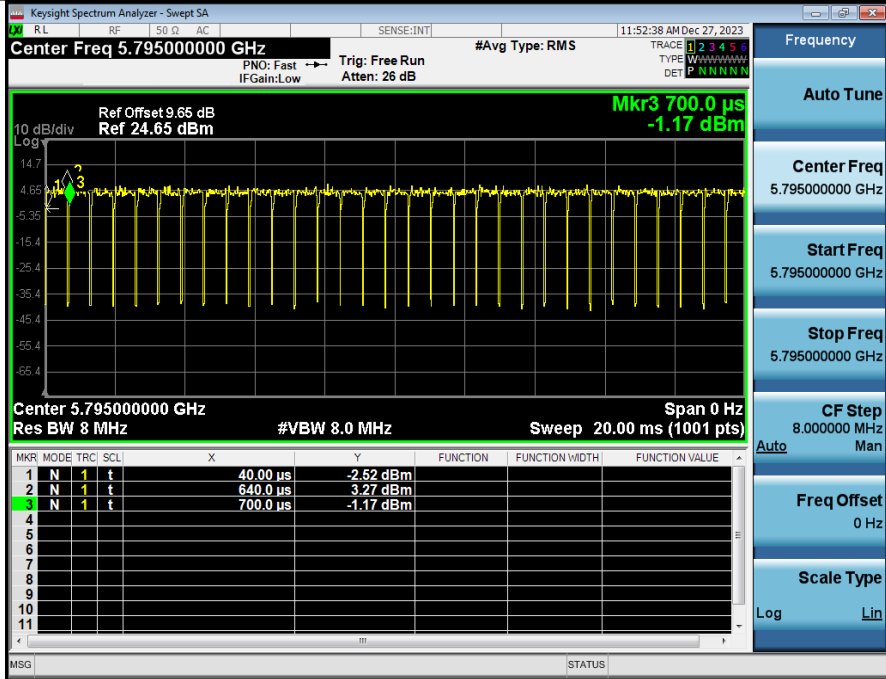 Keysight Spectrum Analyzer - Swept SA
LXI RL RF 50 Ω AC SENSE:INT 11:52:38 AM Dec 27, 2023
Center Freq 5.795000000 GHz #Avg Type: RMS TRACE 1 2 3 4 5 6
PNO: Fast Trig: Free Run TYPE WWWWWW
IFGain:Low Atten: 26 dB DET P N N N N N
Mkr3 700.0 µs
-1.17 dBm
Ref Offset 9.65 dB
10 dB/div Ref 24.65 dBm
Log
14.7
4.65
-5.35
-15.4
-25.4
-35.4
-45.4
-55.4
-65.4
1 2 3
Center 5.795000000 GHz Span 0 Hz
Res BW 8 MHz #VBW 8.0 MHz Sweep 20.00 ms (1001 pts)
MKR MODE TRC SCL X Y FUNCTION FUNCTION WIDTH FUNCTION VALUE
1 N 1 t 40.00 µs -2.52 dBm
2 N 1 t 640.0 µs 3.27 dBm
3 N 1 t 700.0 µs -1.17 dBm
4
5
6
7
8
9
10
11
MSG STATUS
Frequency
Auto Tune
Center Freq
5.795000000 GHz
Start Freq
5.795000000 GHz
Stop Freq
5.795000000 GHz
CF Step
8.000000 MHz
Auto Man
Freq Offset
0 Hz
Scale Type
Log Lin